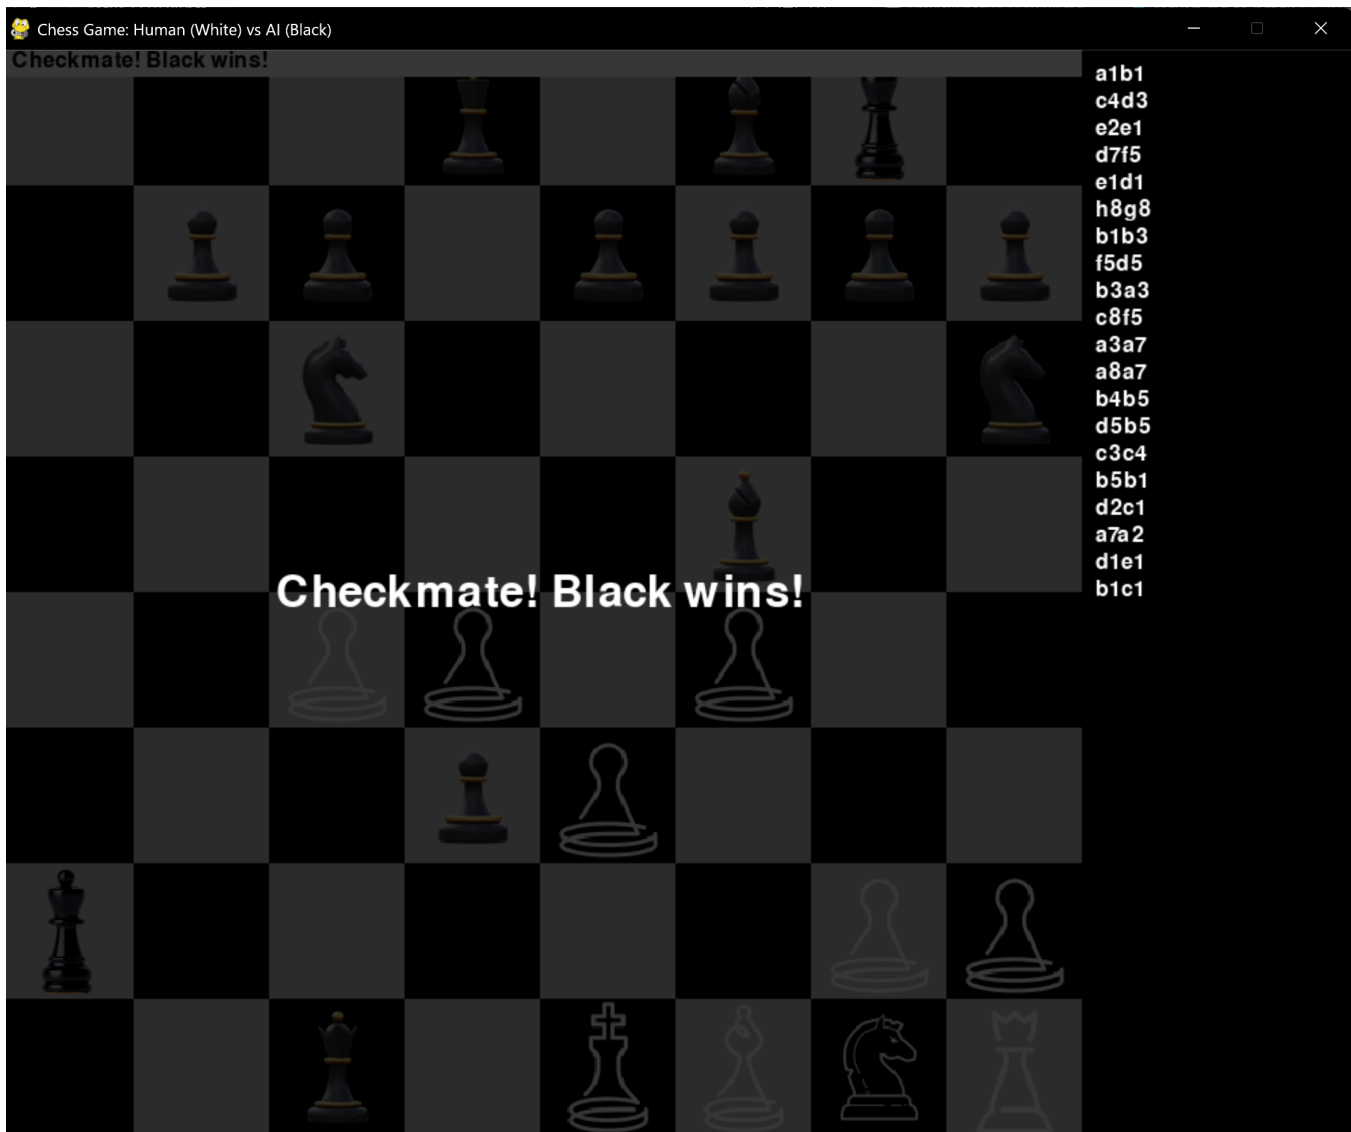 Chess Game: Human (White) vs AI (Black)
Checkmate! Black wins!
a1b1
c4d3
e2e1
d7f5
e1d1
h8g8
b1b3
f5d5
b3a3
c8f5
a3a7
a8a7
b4b5
d5b5
c3c4
b5b1
d2c1
a7a2
d1e1
b1c1
Checkmate! Black wins!